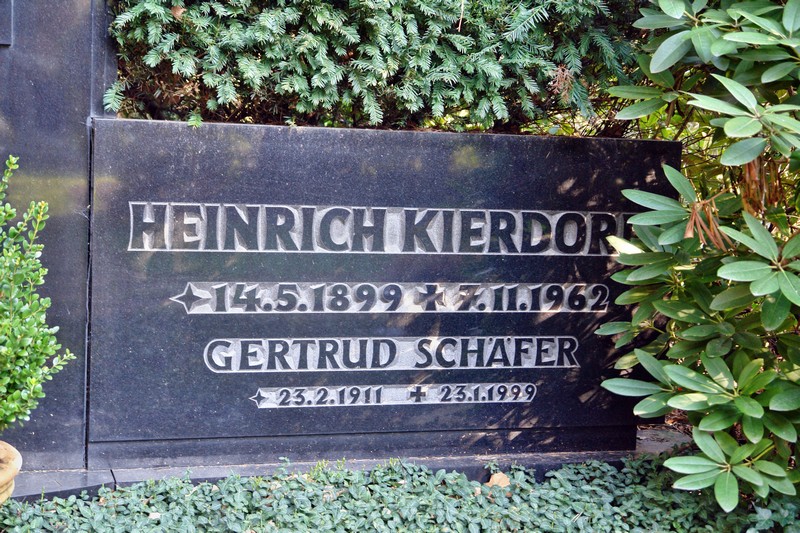 HEINRICH KIERDORF
14.5.1899 ✝ 7.11.1962
GERTRUD SCHÄFER
23.2.1911 ✝ 23.1.1999